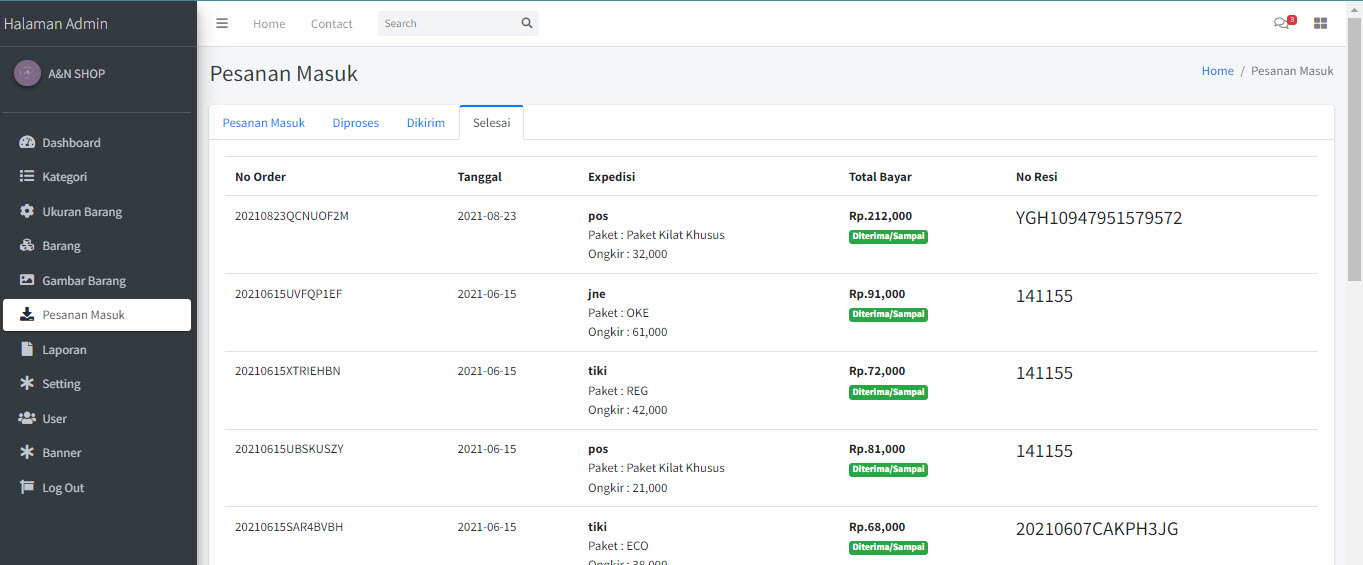 Halaman Admin
Home
Contact
Search
3
A&N SHOP
Pesanan Masuk
Home / Pesanan Masuk
Pesanan Masuk
Diproses
Dikirim
Selesai
Dashboard
Kategori
Ukuran Barang
Barang
Gambar Barang
Pesanan Masuk
Laporan
Setting
User
Banner
Log Out
No Order
Tanggal
Expedisi
Total Bayar
No Resi
20210823QCNUOF2M
2021-08-23
pos
Paket : Paket Kilat Khusus
Ongkir : 32,000
Rp.212,000
Diterima/Sampai
YGH10947951579572
20210615UVFQP1EF
2021-06-15
jne
Paket : OKE
Ongkir : 61,000
Rp.91,000
Diterima/Sampai
141155
20210615XTRIEHBN
2021-06-15
tiki
Paket : REG
Ongkir : 42,000
Rp.72,000
Diterima/Sampai
141155
20210615UBSKUSZY
2021-06-15
pos
Paket : Paket Kilat Khusus
Ongkir : 21,000
Rp.81,000
Diterima/Sampai
141155
20210615SAR4BVBH
2021-06-15
tiki
Paket : ECO
Ongkir : 38,000
Rp.68,000
Diterima/Sampai
20210607CAKPH3JG